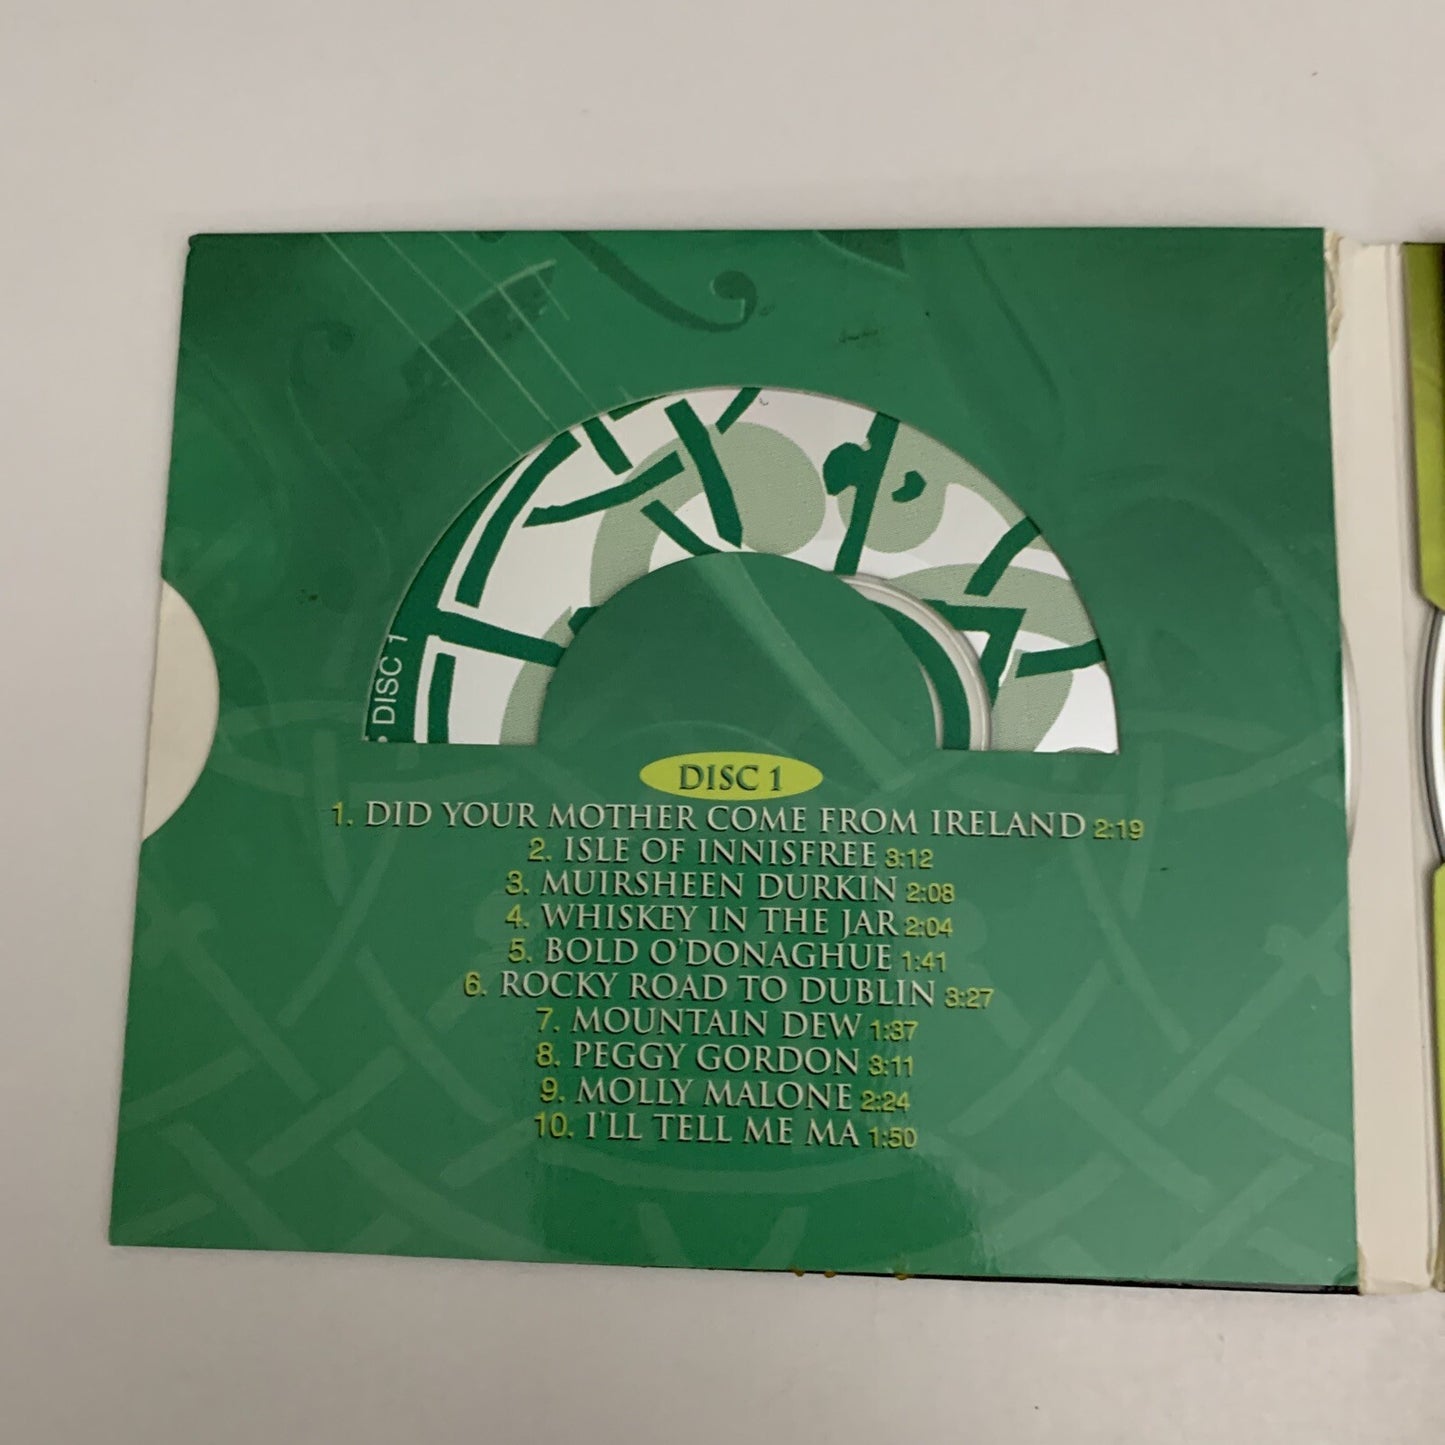 DISC 1
DISC 1
1. DID YOUR MOTHER COME FROM IRELAND 2:19
2. ISLE OF INNISFREE 3:12
3. MUIRSHEEN DURKIN 2:08
4. WHISKEY IN THE JAR 2:04
5. BOLD O'DONAGHUE 1:41
6. ROCKY ROAD TO DUBLIN 3:27
7. MOUNTAIN DEW 1:37
8. PEGGY GORDON 3:11
9. MOLLY MALONE 2:24
10. I'LL TELL ME MA 1:50